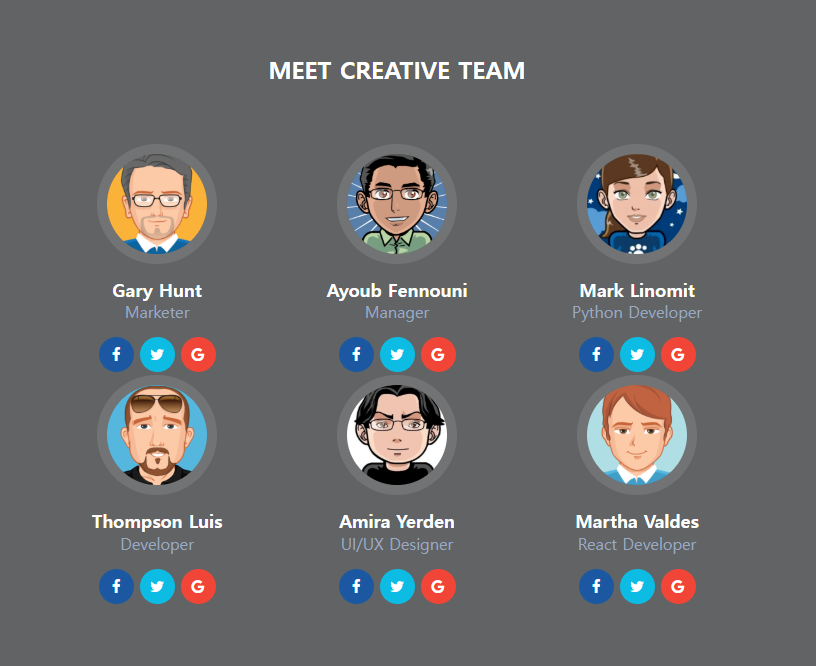 MEET CREATIVE TEAM
Gary Hunt
Marketer
Ayoub Fennouni
Manager
Mark Linomit
Python Developer
Thompson Luis
Developer
Amira Yerden
UI/UX Designer
Martha Valdes
React Developer